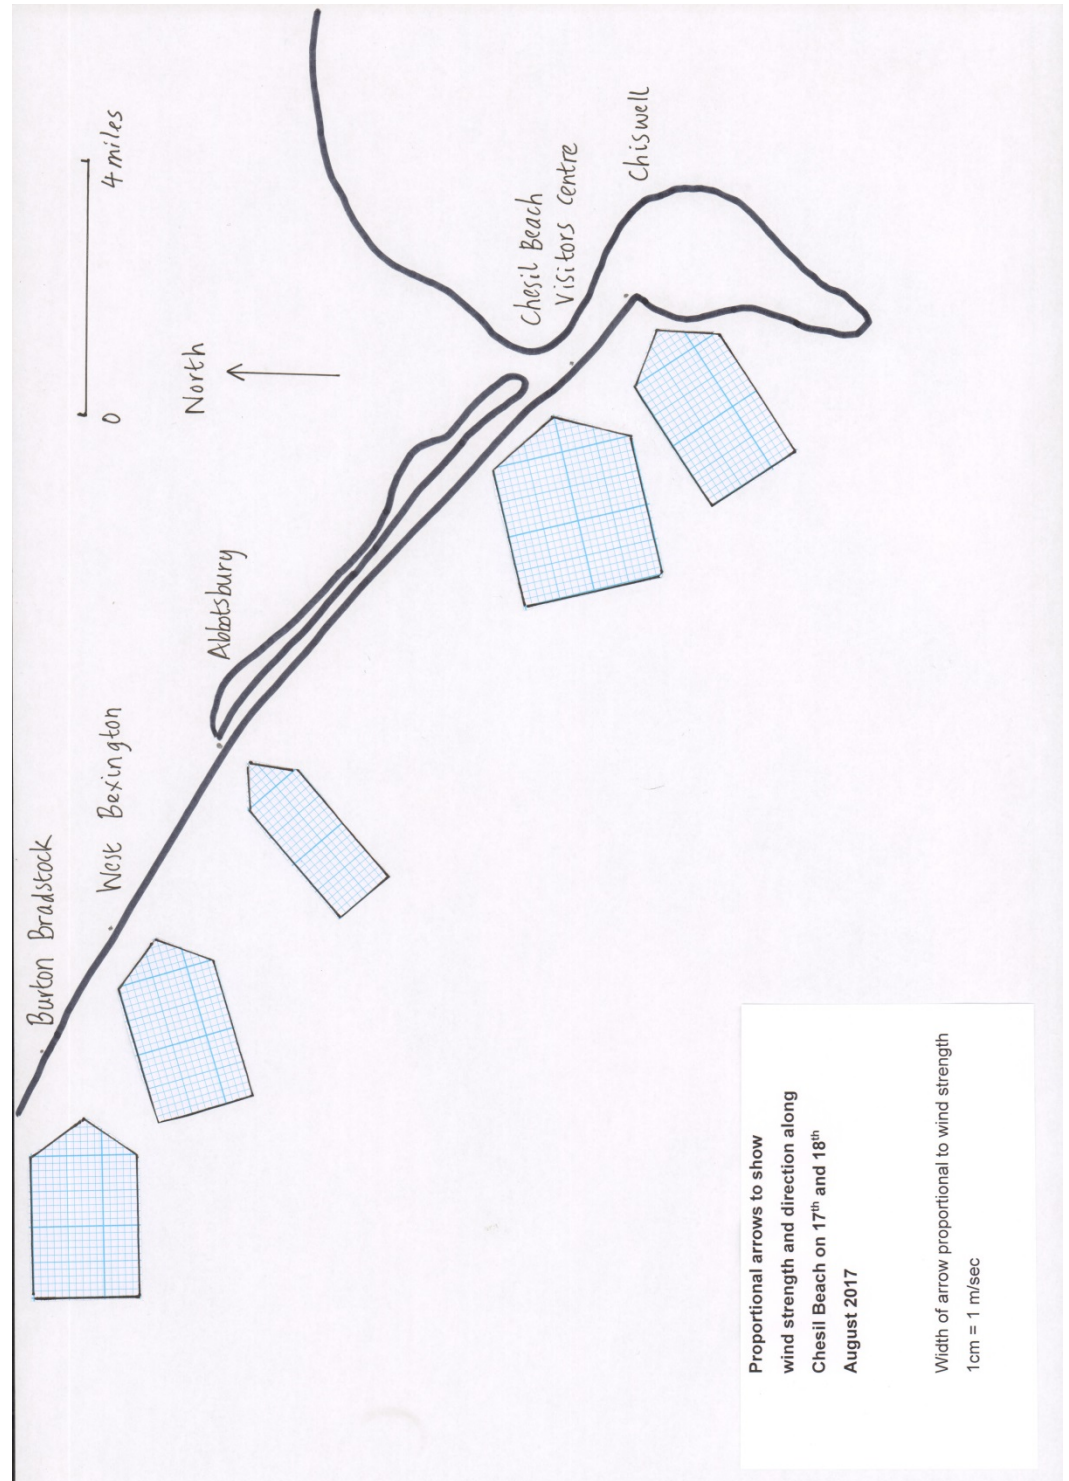 Burton Bradstock
West Bexington
Abbotsbury
North
0 4 miles
Chesil Beach
Visitors Centre
Chiswell
Proportional arrows to show
wind strength and direction along
Chesil Beach on 17th and 18th
August 2017
Width of arrow proportional to wind strength
1cm = 1 m/sec